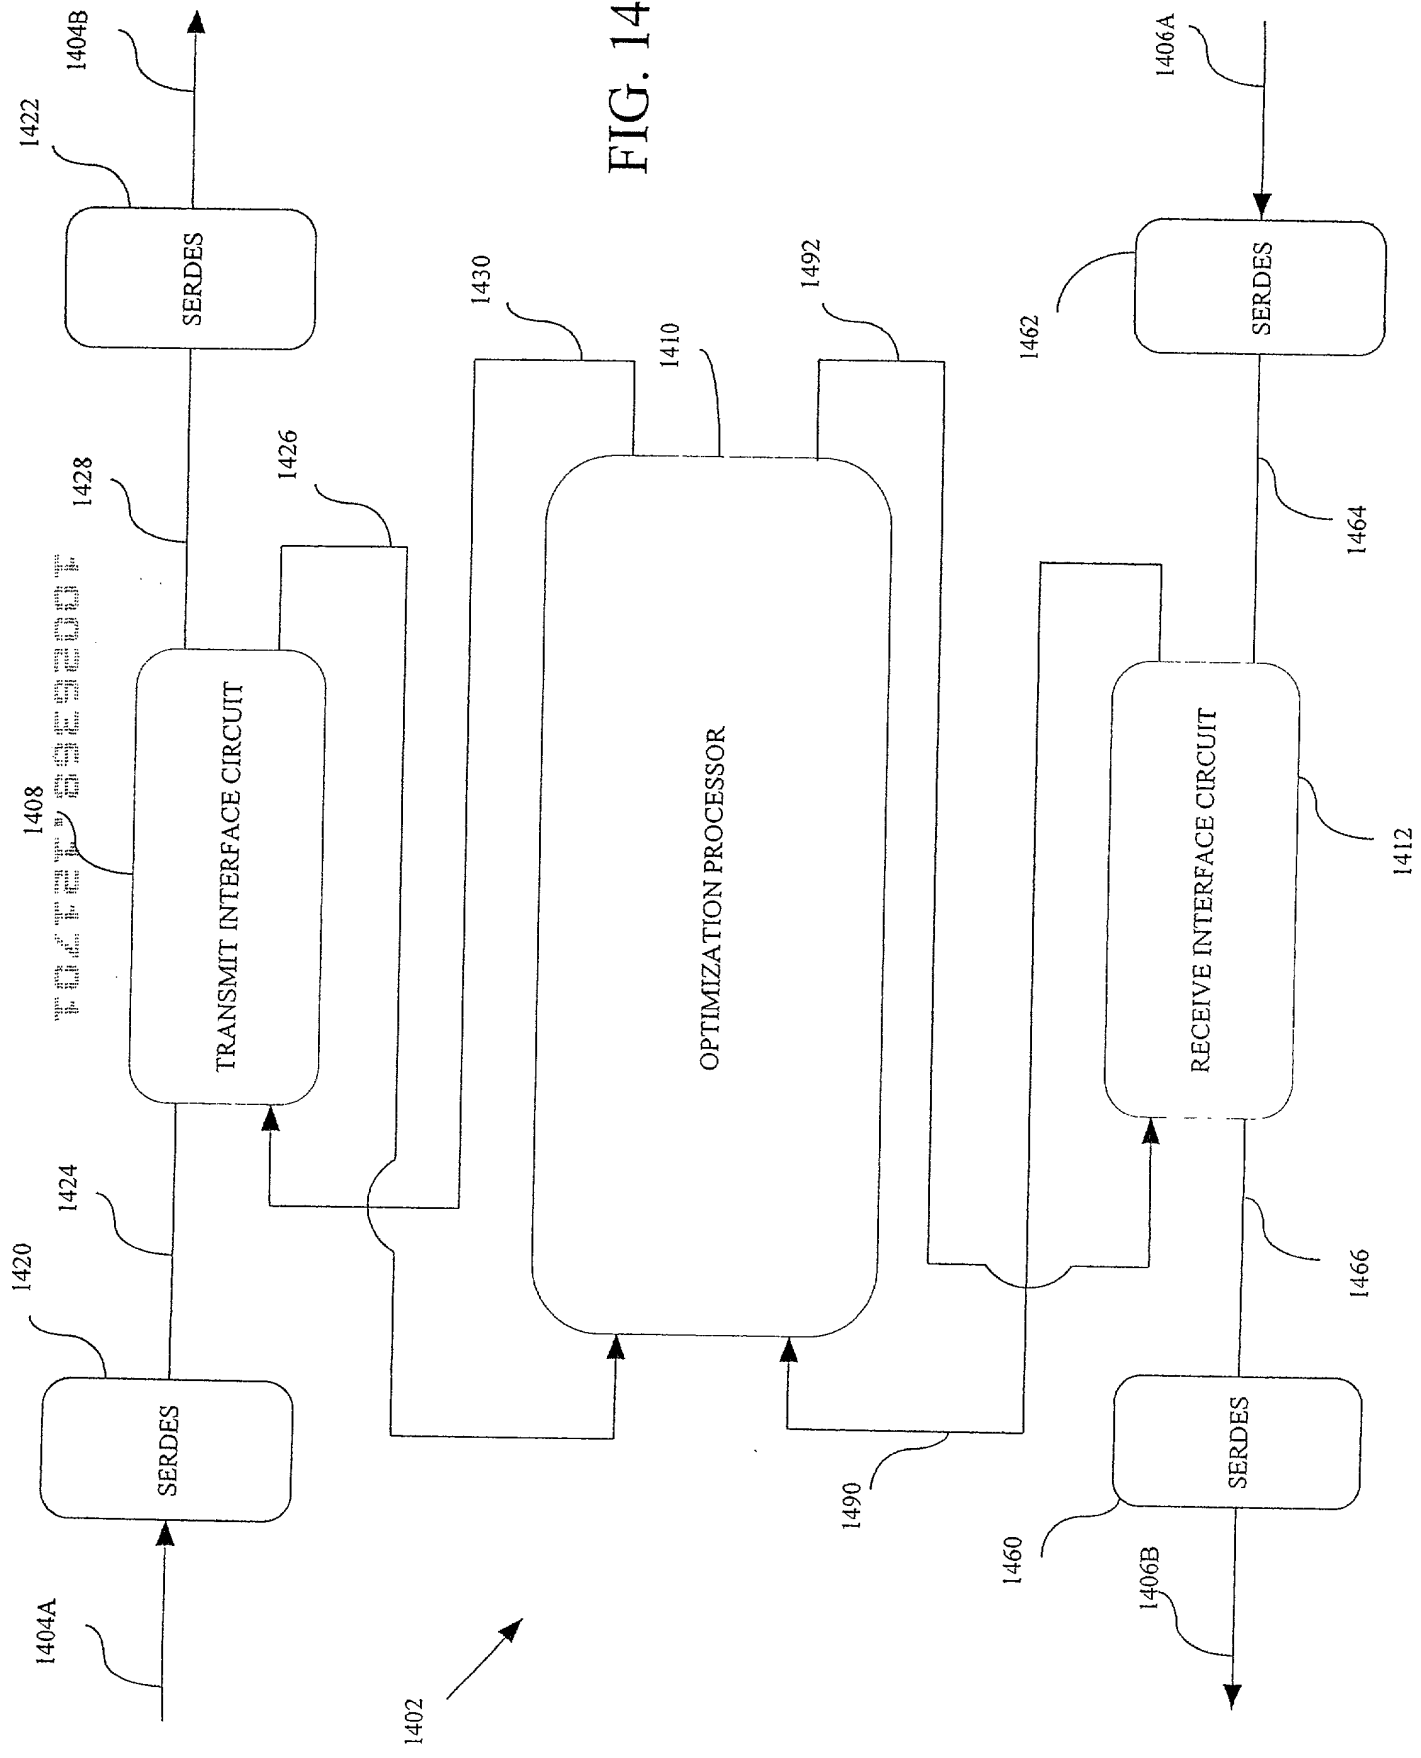 1404B
1422
FIG. 14
1406A
SERDES
SERDES
1430
1492
1410
1462
1428
1426
1464
1408
TRANSMIT INTERFACE CIRCUIT
OPTIMIZATION PROCESSOR
RECEIVE INTERFACE CIRCUIT
1412
1424
1420
1466
SERDES
SERDES
1490
1460
1406B
1404A
1402